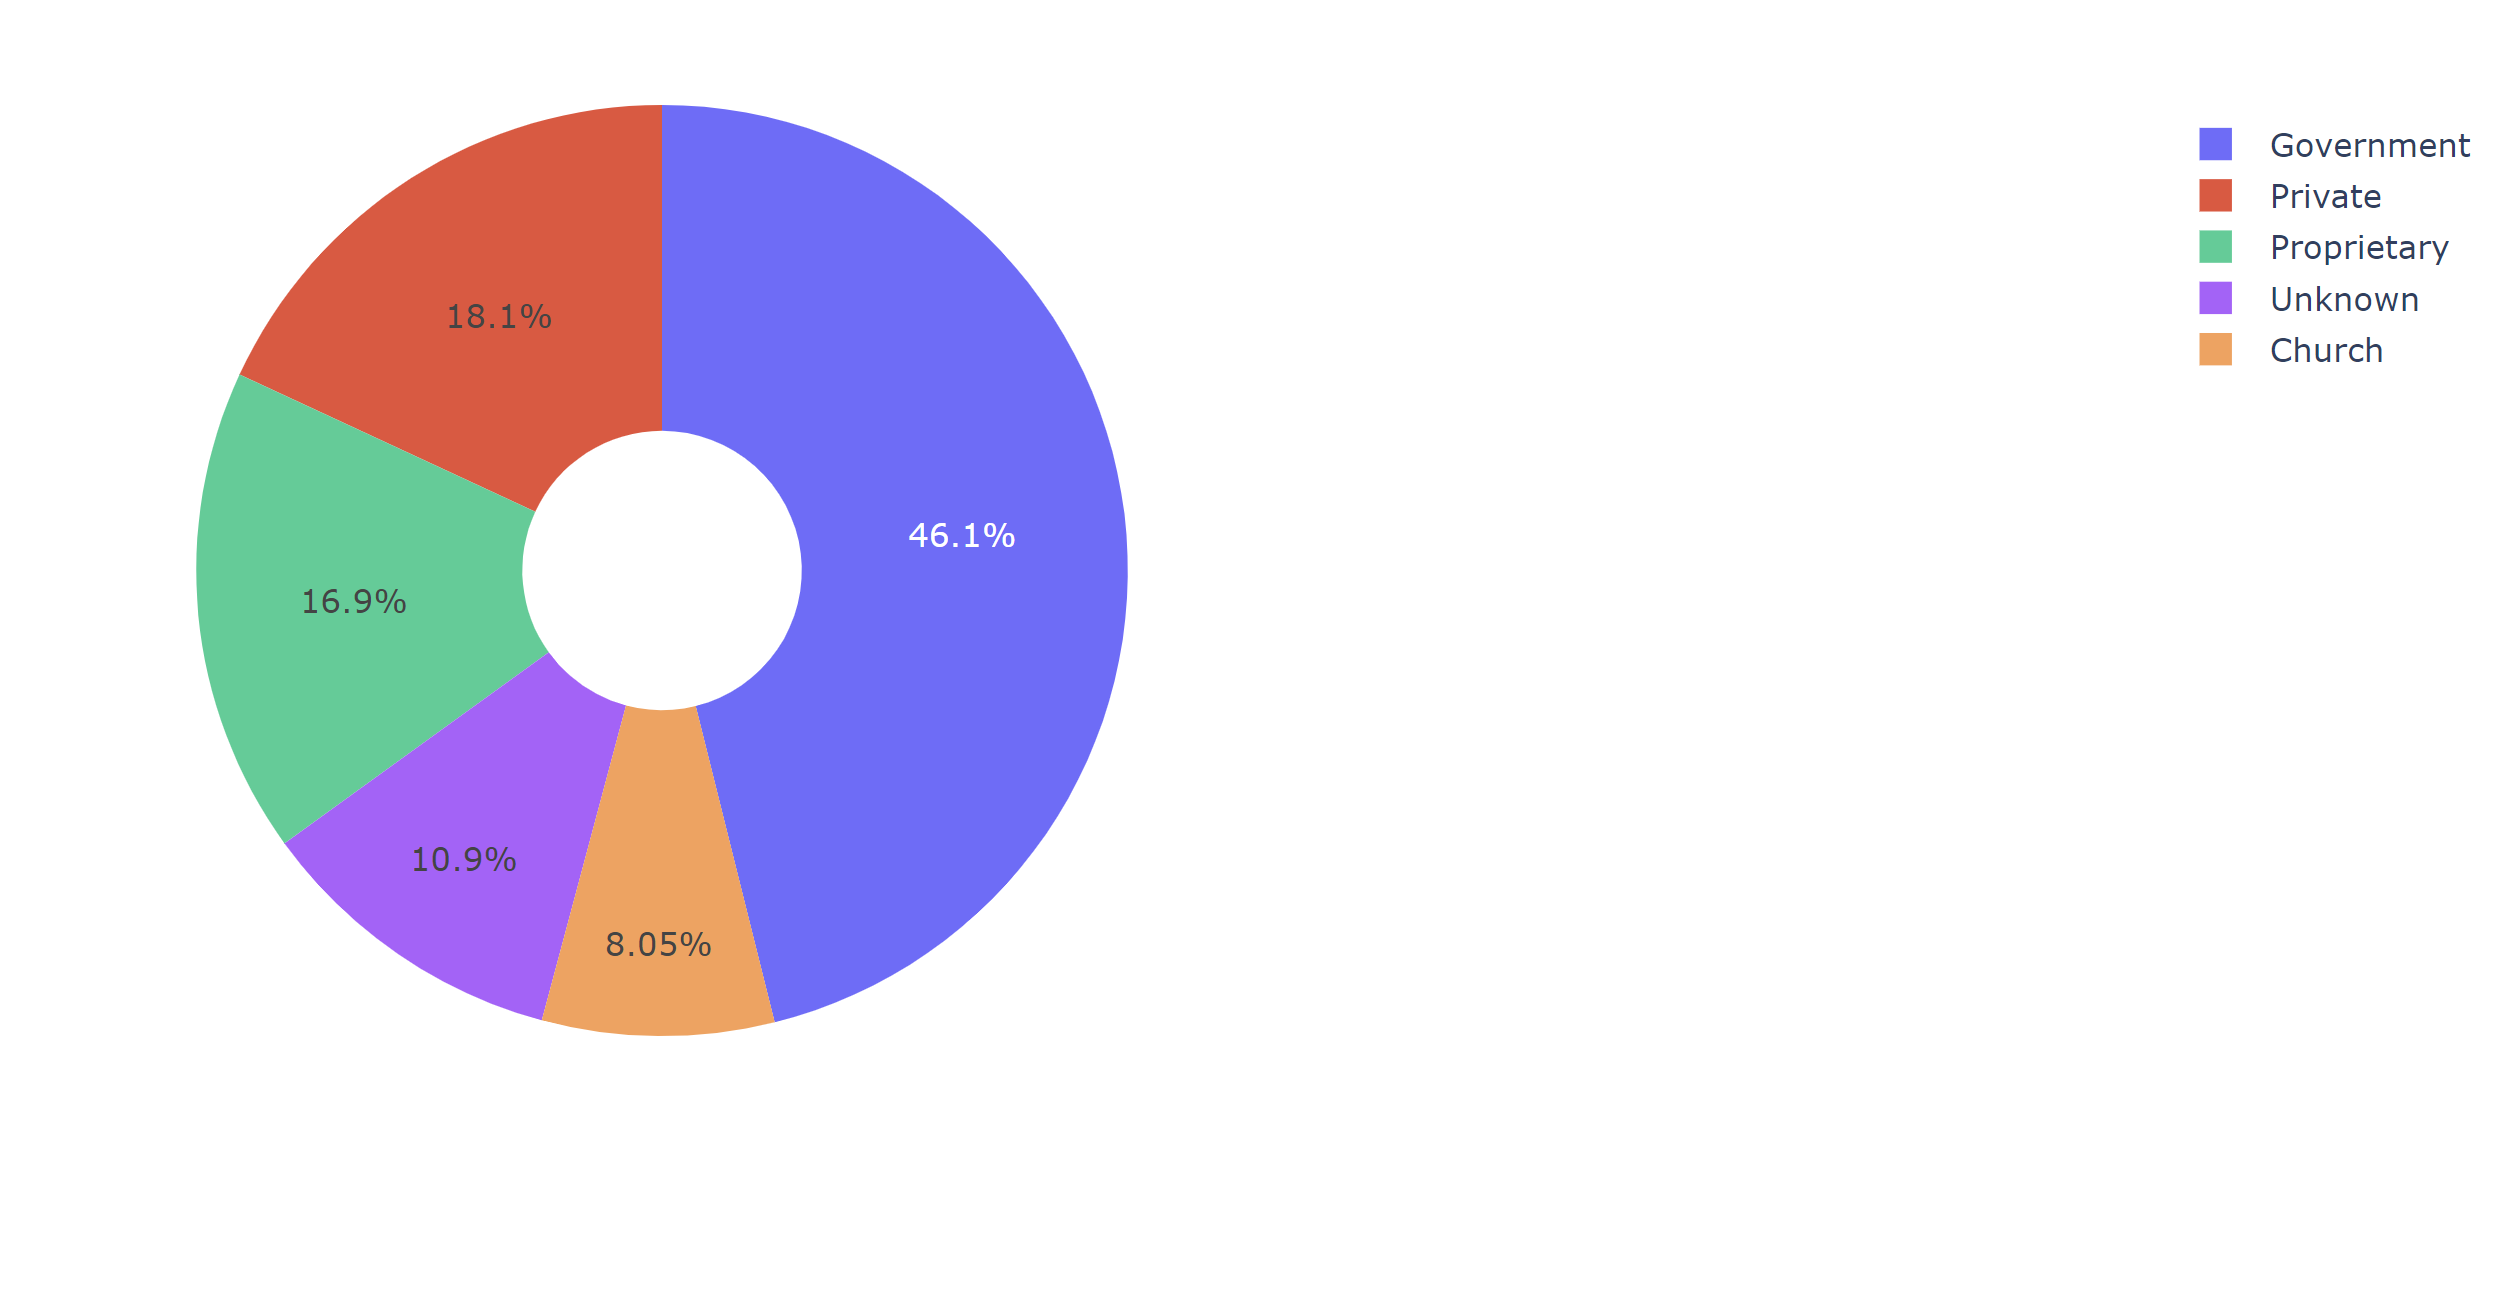 18.1%
46.1%
16.9%
10.9%
8.05%
Government
Private
Proprietary
Unknown
Church